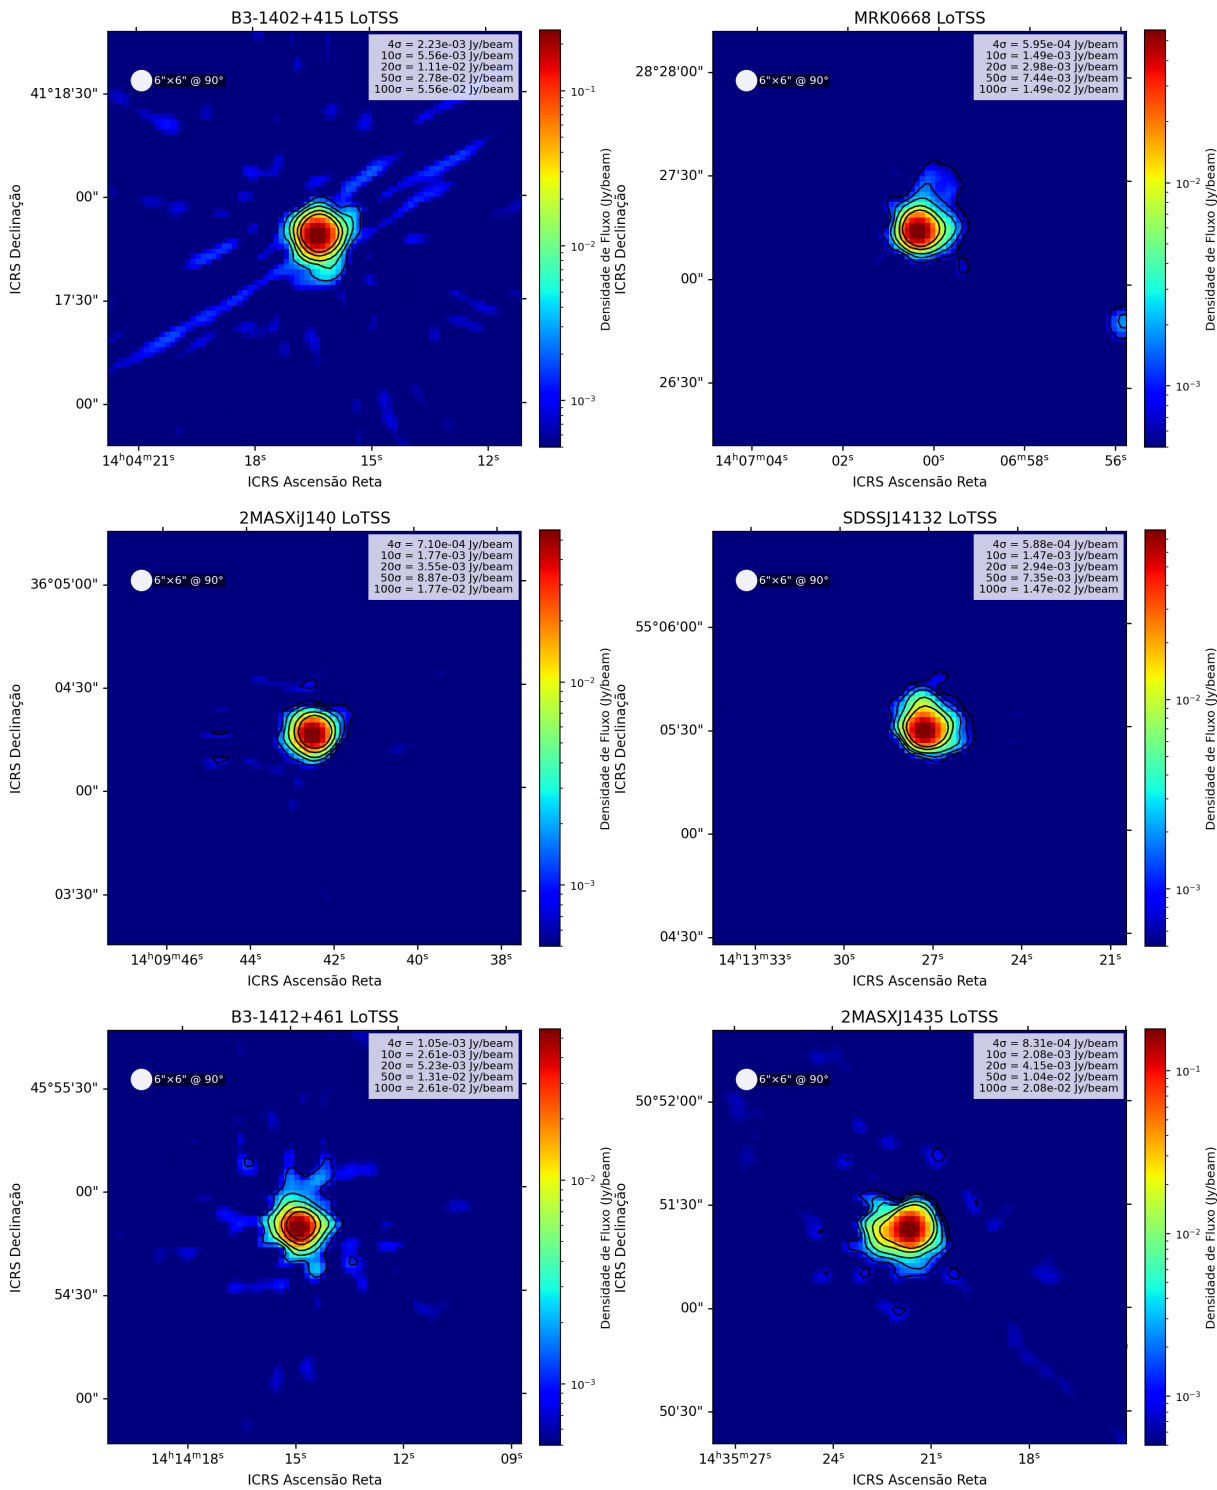 B3-1402+415 LoTSS
4σ = 2.23e-03 Jy/beam
10σ = 5.56e-03 Jy/beam
20σ = 1.11e-02 Jy/beam
50σ = 2.78e-02 Jy/beam
100σ = 5.56e-02 Jy/beam
6"×6" @ 90°
41°18'30"
00"
17'30"
00"
ICRS Declinação
14ʰ04ᵐ21ˢ
18ˢ
15ˢ
12ˢ
ICRS Ascensão Reta
10⁻¹
10⁻²
10⁻³
Densidade de Fluxo (Jy/beam)
MRK0668 LoTSS
4σ = 5.95e-04 Jy/beam
10σ = 1.49e-03 Jy/beam
20σ = 2.98e-03 Jy/beam
50σ = 7.44e-03 Jy/beam
100σ = 1.49e-02 Jy/beam
6"×6" @ 90°
28°28'00"
27'30"
00"
26'30"
ICRS Declinação
14ʰ07ᵐ04ˢ
02ˢ
00ˢ
06ᵐ58ˢ
56ˢ
ICRS Ascensão Reta
10⁻²
10⁻³
Densidade de Fluxo (Jy/beam)
2MASXiJ140 LoTSS
4σ = 7.10e-04 Jy/beam
10σ = 1.77e-03 Jy/beam
20σ = 3.55e-03 Jy/beam
50σ = 8.87e-03 Jy/beam
100σ = 1.77e-02 Jy/beam
6"×6" @ 90°
36°05'00"
04'30"
00"
03'30"
ICRS Declinação
14ʰ09ᵐ46ˢ
44ˢ
42ˢ
40ˢ
38ˢ
ICRS Ascensão Reta
10⁻²
10⁻³
Densidade de Fluxo (Jy/beam)
SDSSJ14132 LoTSS
4σ = 5.88e-04 Jy/beam
10σ = 1.47e-03 Jy/beam
20σ = 2.94e-03 Jy/beam
50σ = 7.35e-03 Jy/beam
100σ = 1.47e-02 Jy/beam
6"×6" @ 90°
55°06'00"
05'30"
00"
04'30"
ICRS Declinação
14ʰ13ᵐ33ˢ
30ˢ
27ˢ
24ˢ
21ˢ
ICRS Ascensão Reta
10⁻²
10⁻³
Densidade de Fluxo (Jy/beam)
B3-1412+461 LoTSS
4σ = 1.05e-03 Jy/beam
10σ = 2.61e-03 Jy/beam
20σ = 5.23e-03 Jy/beam
50σ = 1.31e-02 Jy/beam
100σ = 2.61e-02 Jy/beam
6"×6" @ 90°
45°55'30"
00"
54'30"
00"
ICRS Declinação
14ʰ14ᵐ18ˢ
15ˢ
12ˢ
09ˢ
ICRS Ascensão Reta
10⁻²
10⁻³
Densidade de Fluxo (Jy/beam)
2MASXJ1435 LoTSS
4σ = 8.31e-04 Jy/beam
10σ = 2.08e-03 Jy/beam
20σ = 4.15e-03 Jy/beam
50σ = 1.04e-02 Jy/beam
100σ = 2.08e-02 Jy/beam
6"×6" @ 90°
50°52'00"
51'30"
00"
50'30"
ICRS Declinação
14ʰ35ᵐ27ˢ
24ˢ
21ˢ
18ˢ
ICRS Ascensão Reta
10⁻¹
10⁻²
10⁻³
Densidade de Fluxo (Jy/beam)